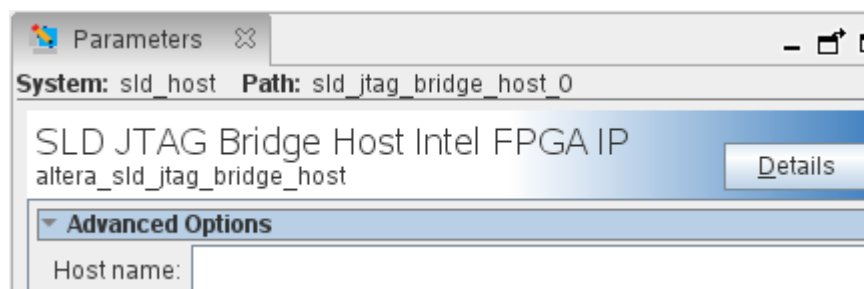 Parameters
System: sld_host Path: sld_jtag_bridge_host_0
SLD JTAG Bridge Host Intel FPGA IP
altera_sld_jtag_bridge_host
Details
Advanced Options
Host name: